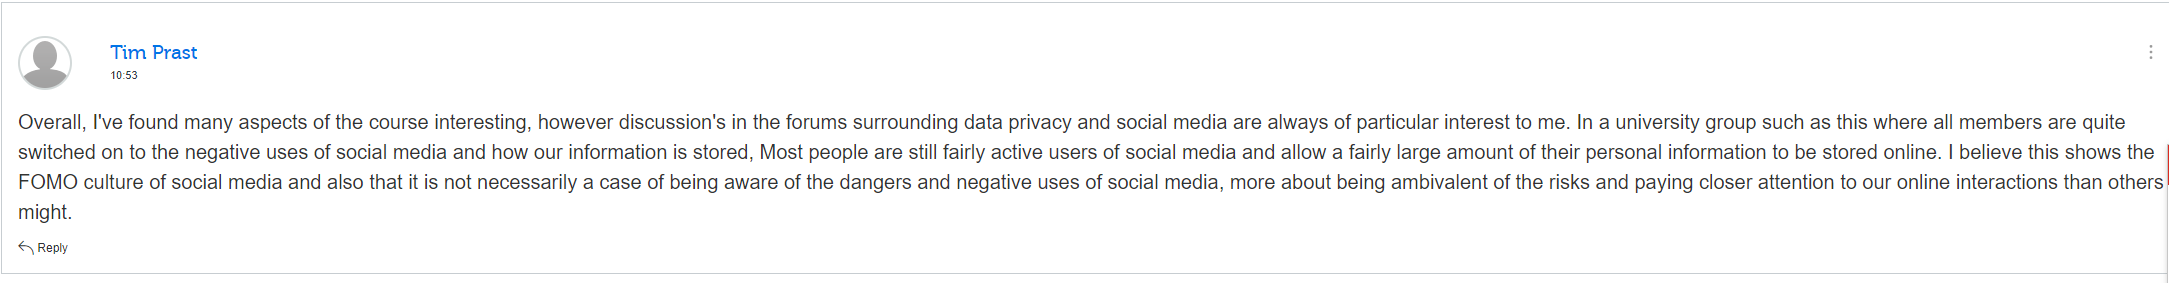 Tim Prast
10:53
Overall, I've found many aspects of the course interesting, however discussion's in the forums surrounding data privacy and social media are always of particular interest to me. In a university group such as this where all members are quite
switched on to the negative uses of social media and how our information is stored, Most people are still fairly active users of social media and allow a fairly large amount of their personal information to be stored online. I believe this shows the
FOMO culture of social media and also that it is not necessarily a case of being aware of the dangers and negative uses of social media, more about being ambivalent of the risks and paying closer attention to our online interactions than others
might.
Reply